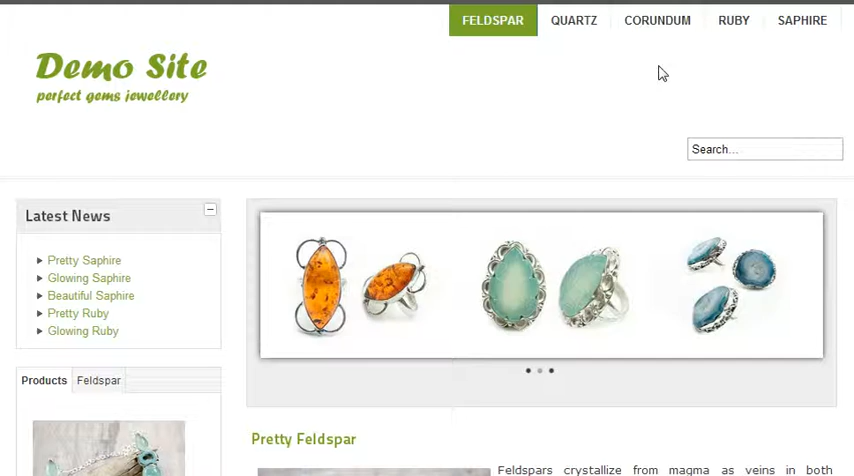 FELDSPAR QUARTZ CORUNDUM RUBY SAPHIRE
Demo Site
perfect gems jewellery
Search...
Latest News
Pretty Saphire
Glowing Saphire
Beautiful Saphire
Pretty Ruby
Glowing Ruby
Products Feldspar
Pretty Feldspar
Feldspars crystallize from magma as veins in both